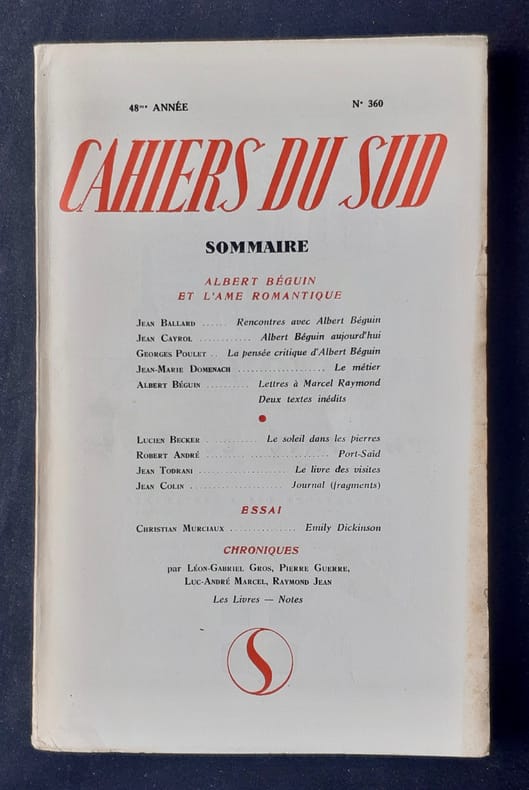 48me ANNÉE N° 360
CAHIERS DU SUD
SOMMAIRE
ALBERT BÉGUIN
ET L'AME ROMANTIQUE
JEAN BALLARD ...... Rencontres avec Albert Béguin
JEAN CAYROL ............ Albert Béguin aujourd'hui
GEORGES POULET .. La pensée critique d'Albert Béguin
JEAN-MARIE DOMENACH .................... Le métier
ALBERT BÉGUIN .......... Lettres à Marcel Raymond
Deux textes inédits
LUCIEN BECKER ............ Le soleil dans les pierres
ROBERT ANDRÉ ........................... Port-Saïd
JEAN TODRANI .................. Le livre des visites
JEAN COLIN .................... Journal (fragments)
ESSAI
CHRISTIAN MURCIAUX .............. Emily Dickinson
CHRONIQUES
par LÉON-GABRIEL GROS, PIERRE GUERRE,
LUC-ANDRÉ MARCEL, RAYMOND JEAN
Les Livres — Notes
S